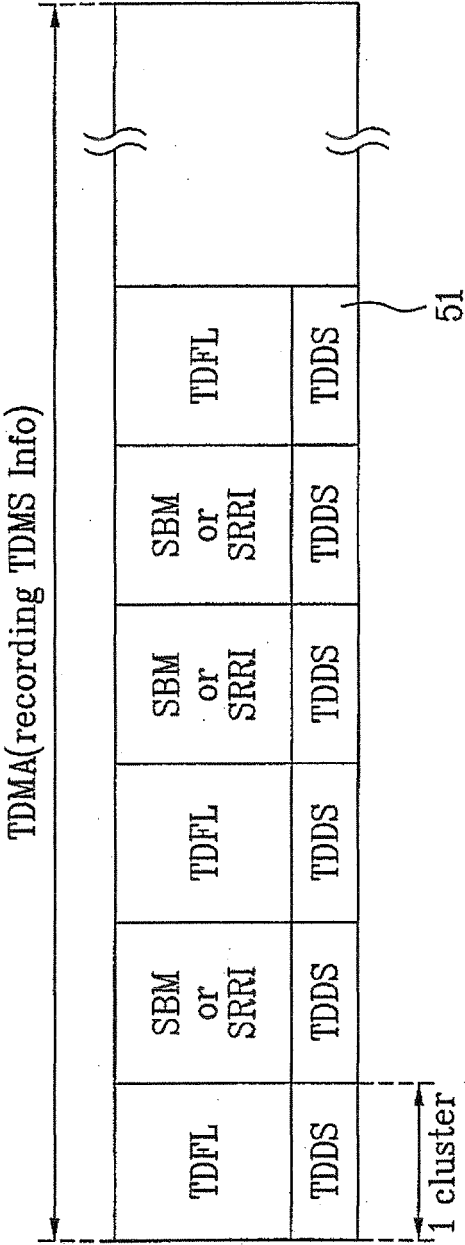 TDMA(recording TDMS Info)
TDFL
SBM
or
SRRI
TDFL
SBM
or
SRRI
SBM
or
SRRI
TDFL
TDDS
TDDS
TDDS
TDDS
TDDS
TDDS
51
1 cluster